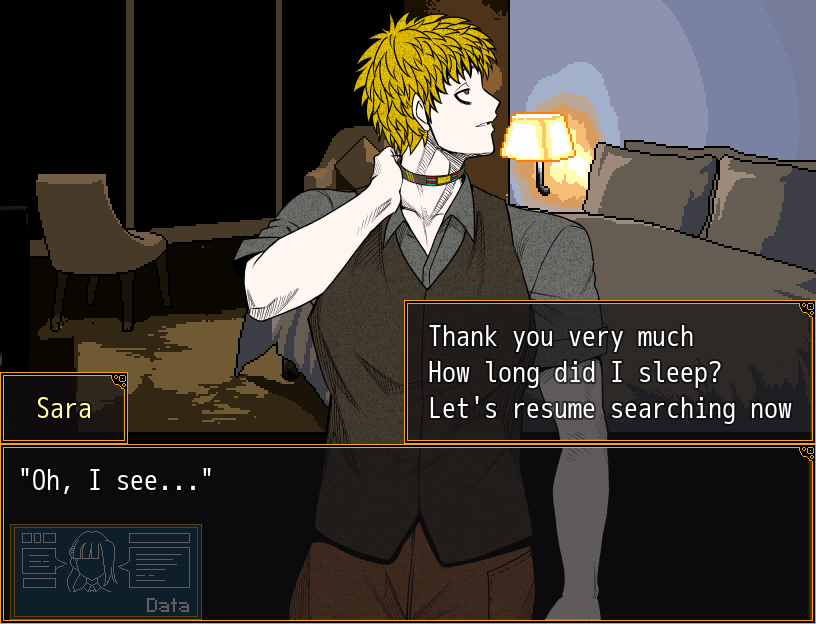 Thank you very much
How long did I sleep?
Let's resume searching now
Sara
"Oh, I see..."
Data